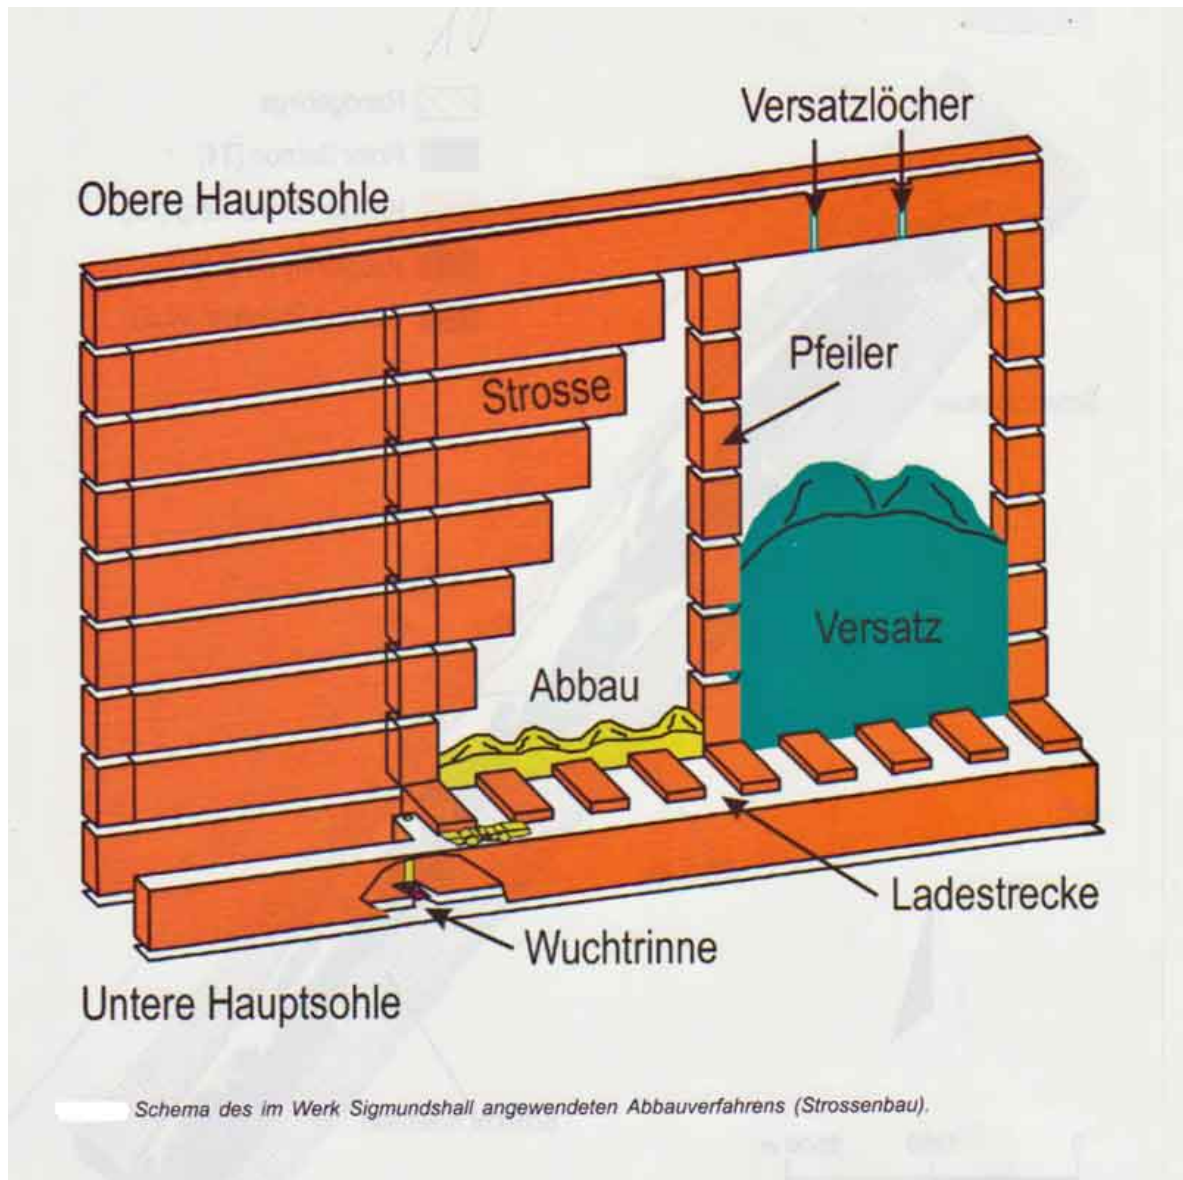 Versatzlöcher
Obere Hauptsohle
Pfeiler
Strosse
Versatz
Abbau
Ladestrecke
Wuchtrinne
Untere Hauptsohle
Schema des im Werk Sigmundshall angewendeten Abbauverfahrens (Strossenbau).